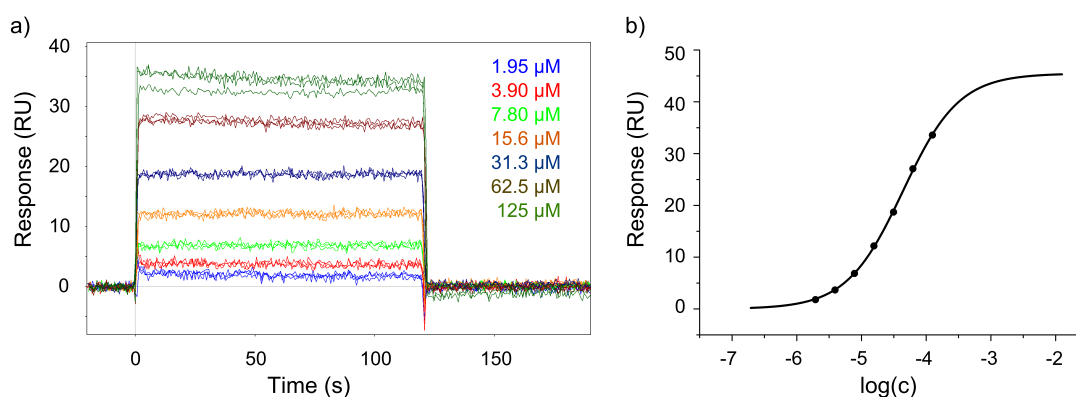 a)
Response (RU)
40
30
20
10
0
0
50
100
150
Time (s)
1.95 µM
3.90 µM
7.80 µM
15.6 µM
31.3 µM
62.5 µM
125 µM
b)
Response (RU)
50
40
30
20
10
0
-7
-6
-5
-4
-3
-2
log(c)